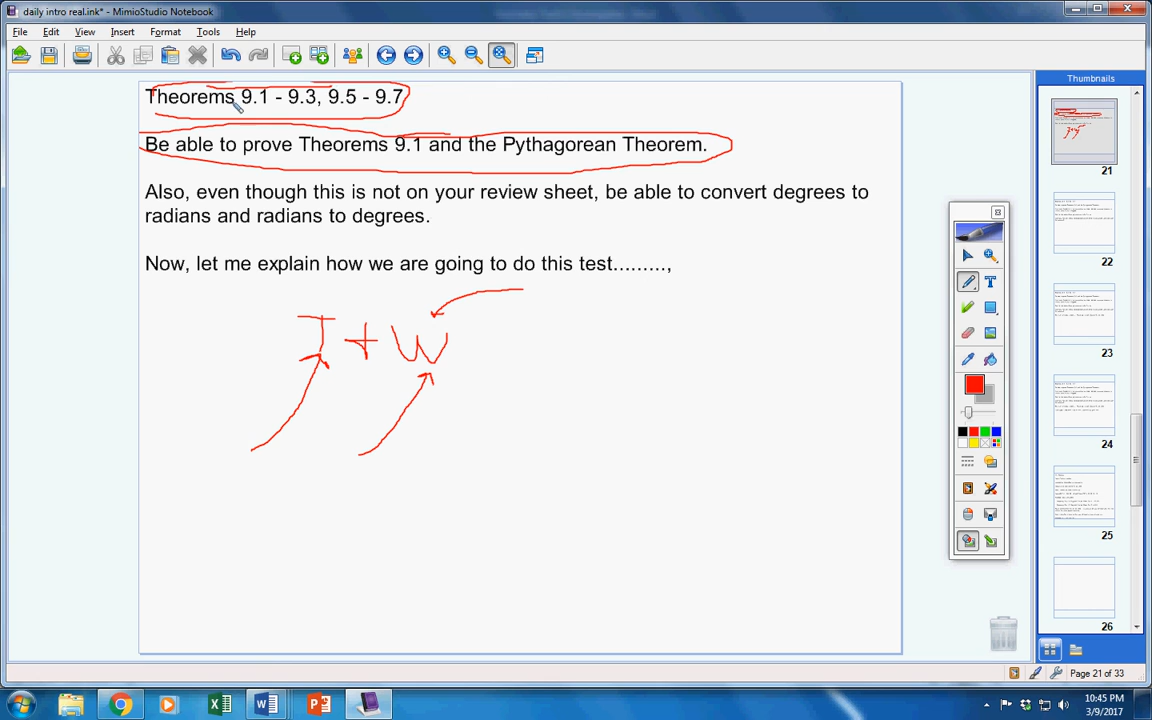 daily intro real.ink* - MimioStudio Notebook
File Edit View Insert Format Tools Help
Theorems 9.1 - 9.3, 9.5 - 9.7
Be able to prove Theorems 9.1 and the Pythagorean Theorem.
Also, even though this is not on your review sheet, be able to convert degrees to
radians and radians to degrees.
Now, let me explain how we are going to do this test.........,
J + W
Thumbnails
21
22
23
24
25
26
Page 21 of 33
10:45 PM
3/9/2017